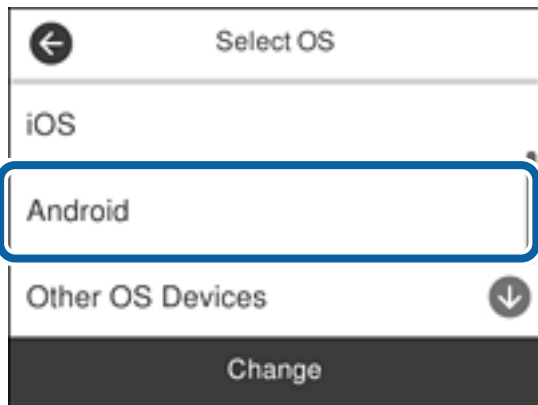 Select OS
iOS
Android
Other OS Devices
Change